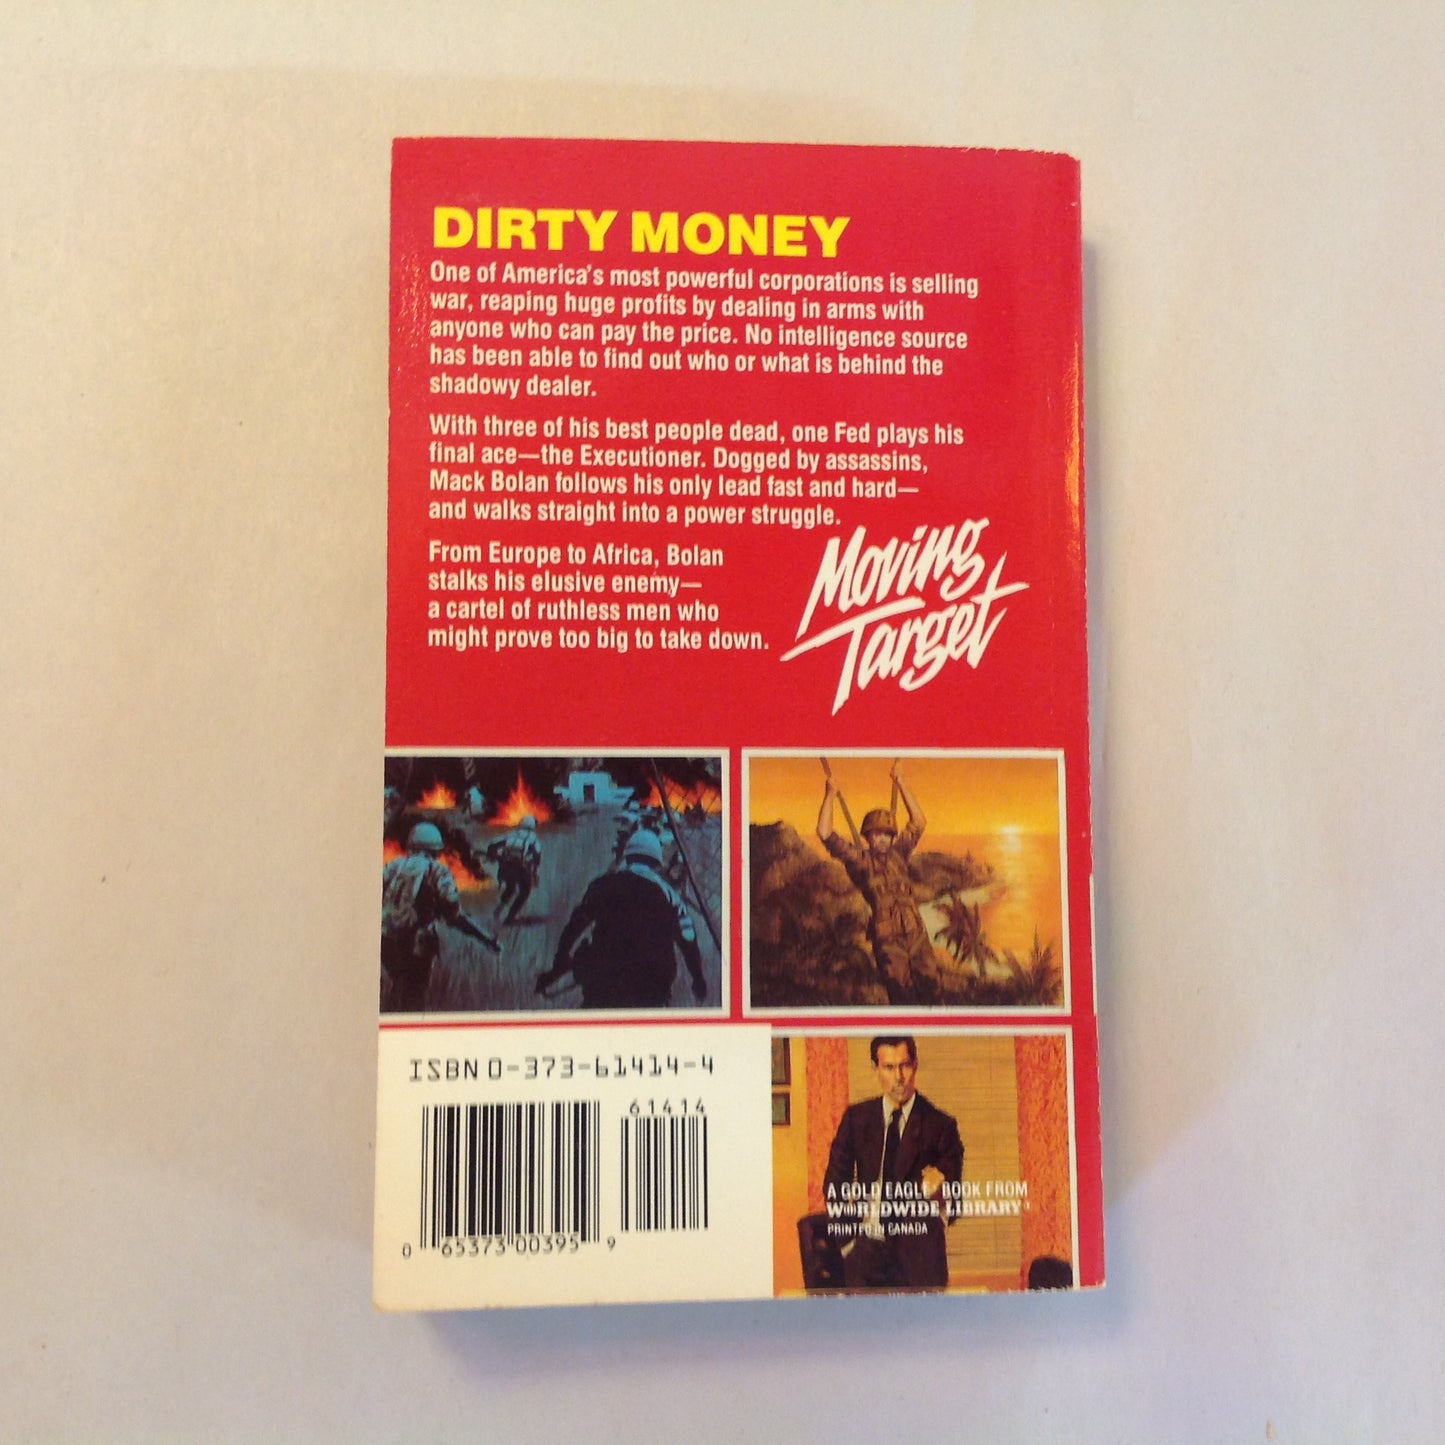 DIRTY MONEY
One of America's most powerful corporations is selling
war, reaping huge profits by dealing in arms with
anyone who can pay the price. No intelligence source
has been able to find out who or what is behind the
shadowy dealer.
With three of his best people dead, one Fed plays his
final ace—the Executioner. Dogged by assassins,
Mack Bolan follows his only lead fast and hard—
and walks straight into a power struggle.
From Europe to Africa, Bolan
stalks his elusive enemy—
a cartel of ruthless men who
might prove too big to take down.
Moving
Target
ISBN 0-373-61414-4
61414
0 65373 00395 9
A GOLD EAGLE® BOOK FROM
WORLDWIDE LIBRARY®
PRINTED IN CANADA